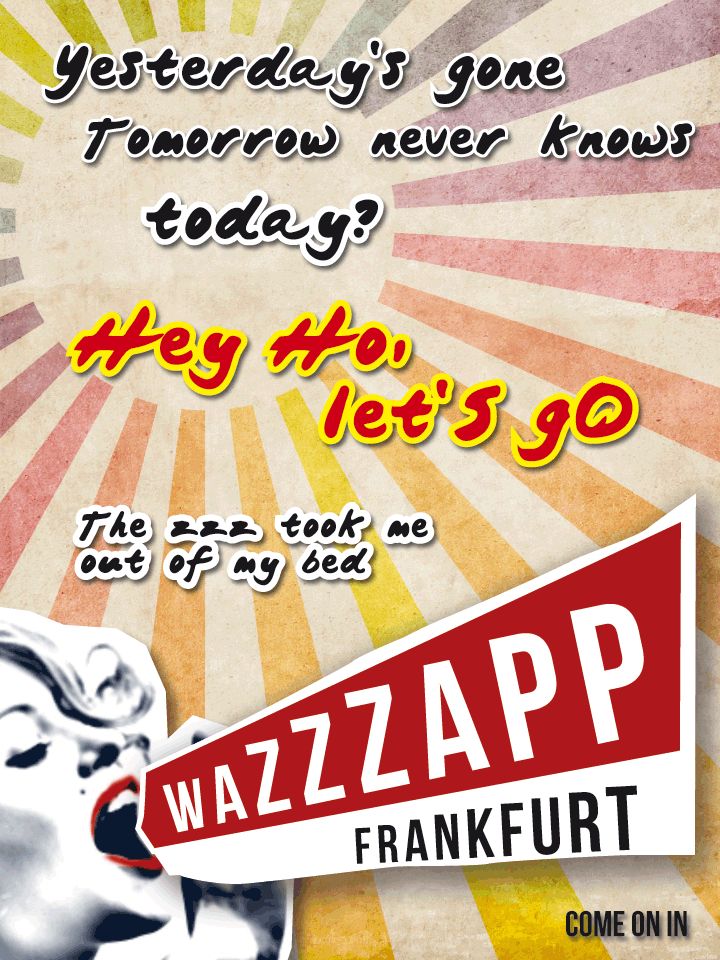 Yesterday's gone
Tomorrow never knows
today?
Hey Ho,
let's go
The zzz took me
out of my bed
WAZZZAPP
FRANKFURT
COME ON IN